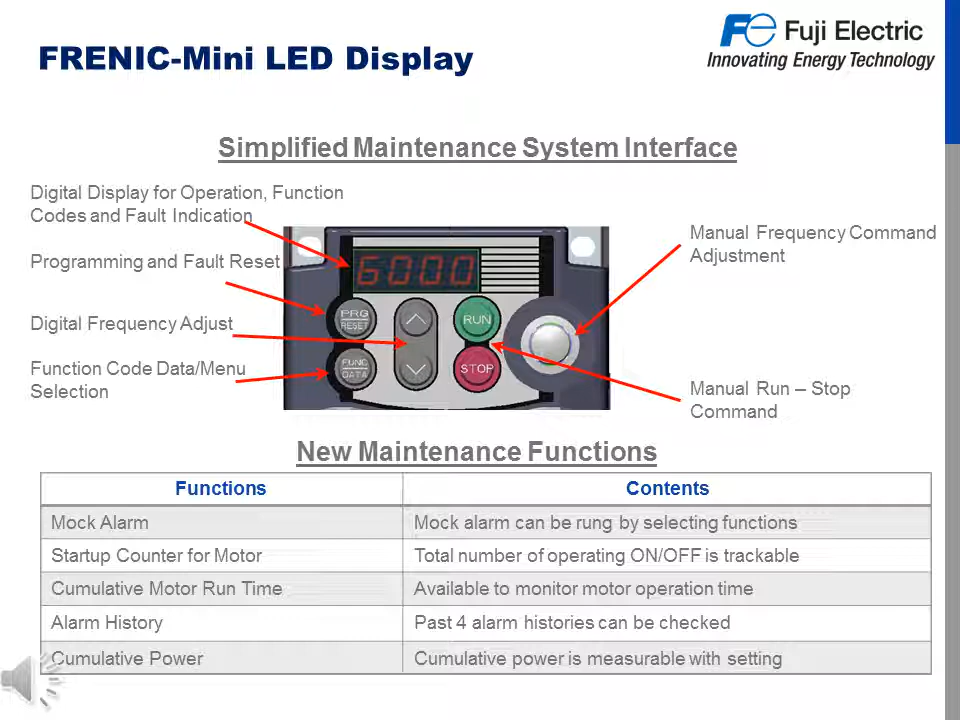 FRENIC-Mini LED Display
Fe Fuji Electric
Innovating Energy Technology
Simplified Maintenance System Interface
Digital Display for Operation, Function
Codes and Fault Indication
Programming and Fault Reset
Digital Frequency Adjust
Function Code Data/Menu
Selection
6000
PRG
RESET
RUN
FUNC
DATA
STOP
Manual Frequency Command
Adjustment
Manual Run – Stop
Command
New Maintenance Functions
Functions Contents
Mock Alarm Mock alarm can be rung by selecting functions
Startup Counter for Motor Total number of operating ON/OFF is trackable
Cumulative Motor Run Time Available to monitor motor operation time
Alarm History Past 4 alarm histories can be checked
Cumulative Power Cumulative power is measurable with setting